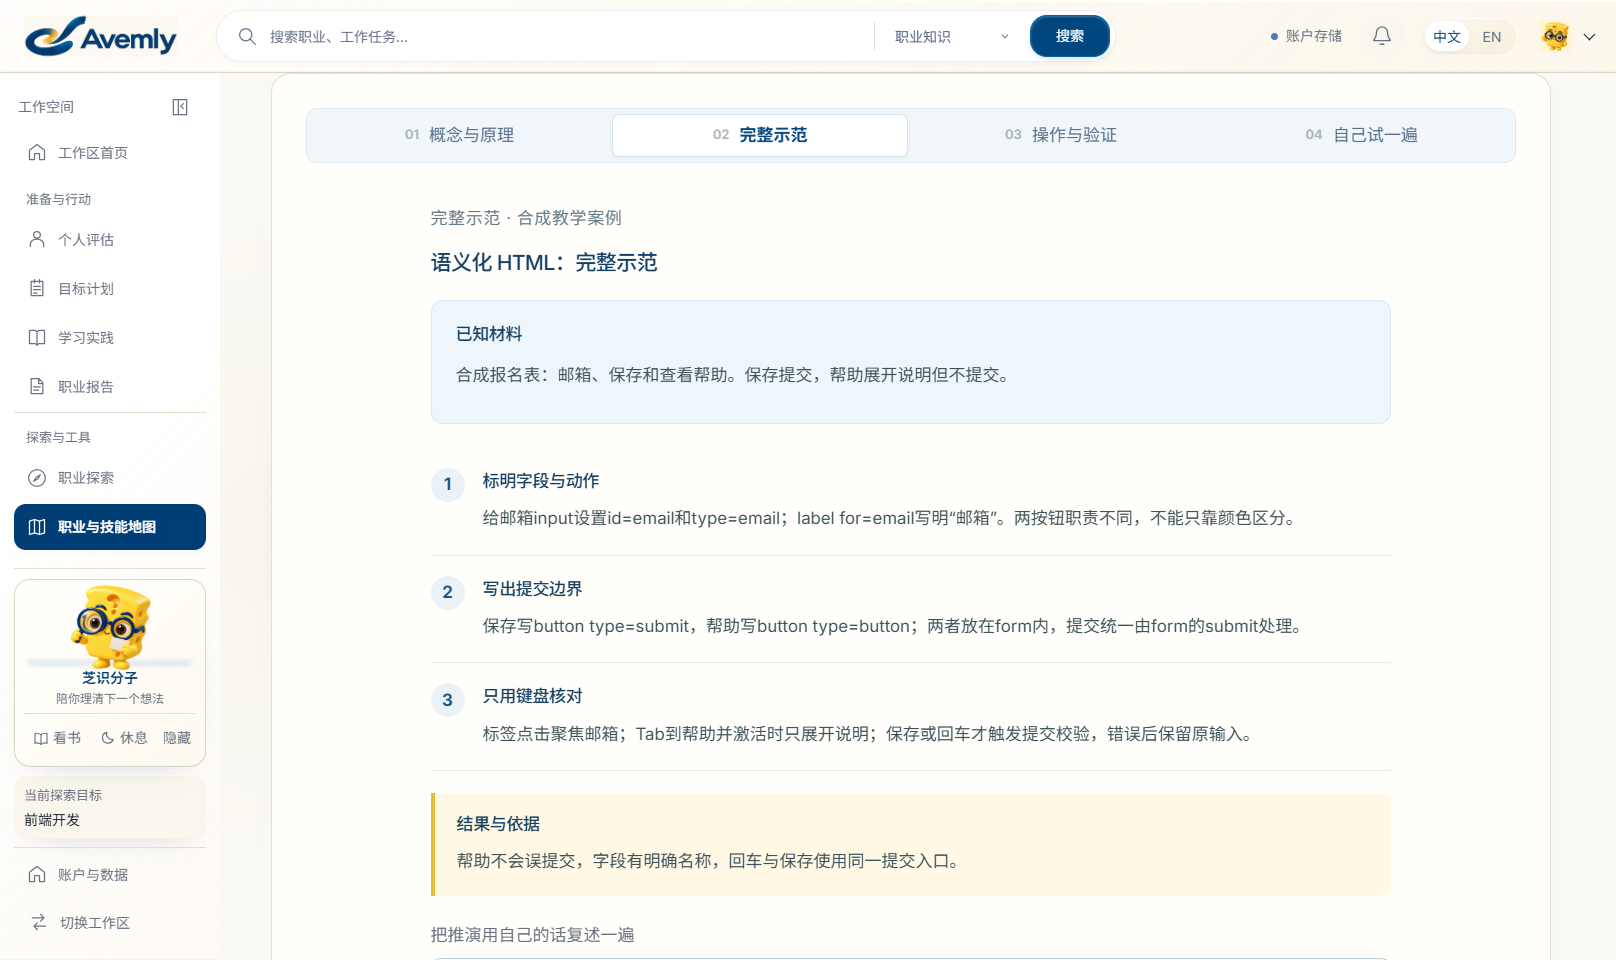 Avemly
搜索职业、工作任务...
职业知识
搜索
账户存储
中文
EN
工作空间
工作区首页
准备与行动
个人评估
目标计划
学习实践
职业报告
探索与工具
职业探索
职业与技能地图
芝识分子
陪你理清下一个想法
看书
休息
隐藏
当前探索目标
前端开发
账户与数据
切换工作区
01 概念与原理
02 完整示范
03 操作与验证
04 自己试一遍
完整示范 · 合成教学案例
语义化 HTML：完整示范
已知材料
合成报名表：邮箱、保存和查看帮助。保存提交，帮助展开说明但不提交。
1 标明字段与动作
给邮箱input设置id=email和type=email；label for=email写明“邮箱”。两按钮职责不同，不能只靠颜色区分。
2 写出提交边界
保存写button type=submit，帮助写button type=button；两者放在form内，提交统一由form的submit处理。
3 只用键盘核对
标签点击聚焦邮箱；Tab到帮助并激活时只展开说明；保存或回车才触发提交校验，错误后保留原输入。
结果与依据
帮助不会误提交，字段有明确名称，回车与保存使用同一提交入口。
把推演用自己的话复述一遍